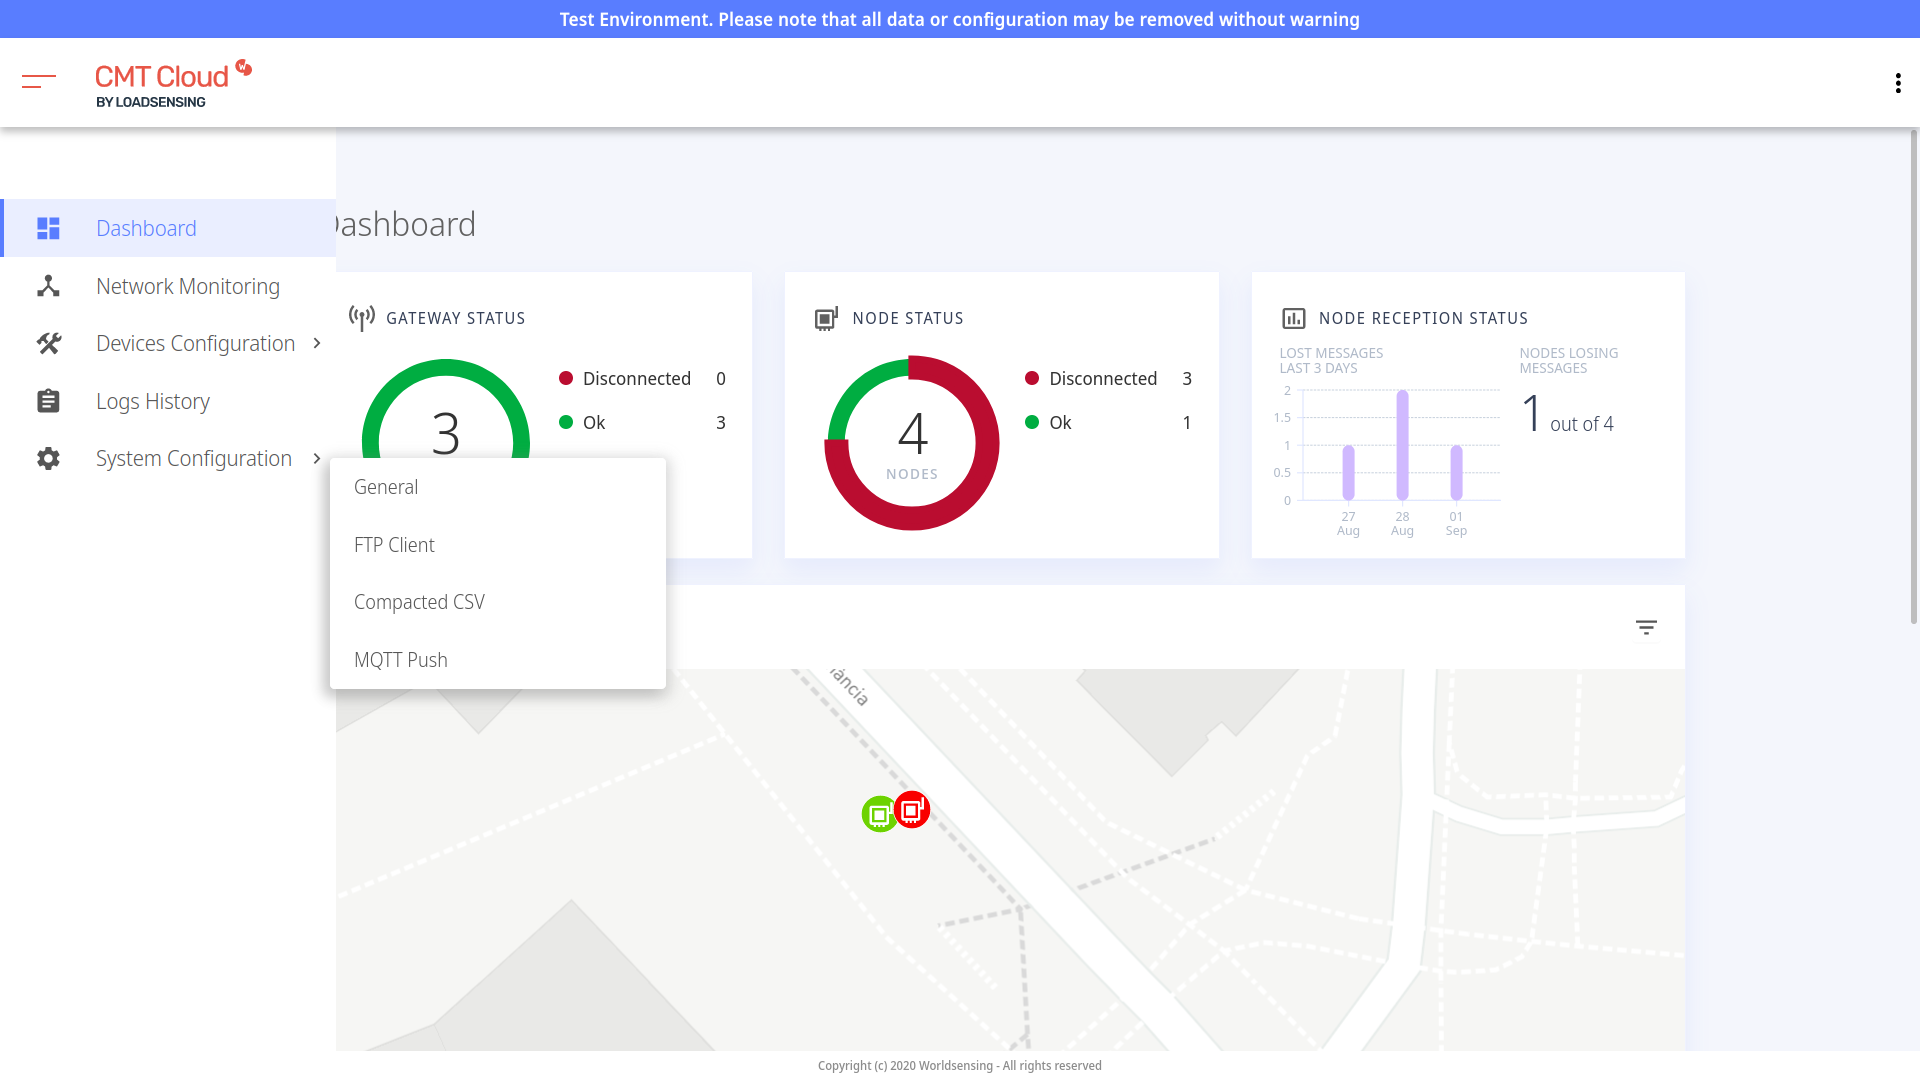 Test Environment. Please note that all data or configuration may be removed without warning
CMT Cloud
BY LOADSENSING
Dashboard
Network Monitoring
Devices Configuration
Logs History
System Configuration
General
FTP Client
Compacted CSV
MQTT Push
Dashboard
GATEWAY STATUS
3
Disconnected 0
Ok 3
NODE STATUS
4
NODES
Disconnected 3
Ok 1
NODE RECEPTION STATUS
LOST MESSAGES
LAST 3 DAYS
2
1.5
1
0.5
0
27 Aug
28 Aug
01 Sep
NODES LOSING
MESSAGES
1 out of 4
Copyright (c) 2020 Worldsensing - All rights reserved